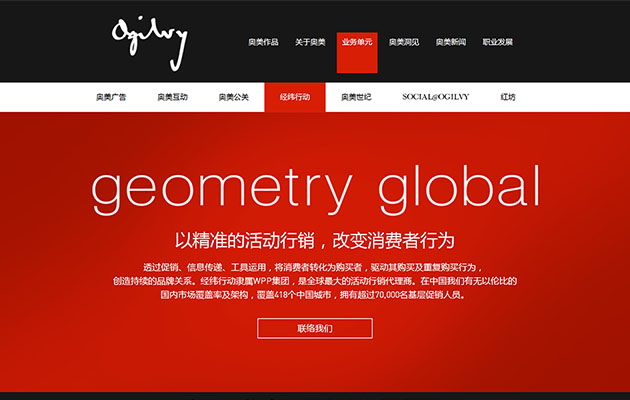 Ogilvy
奥美作品 关于奥美 业务单元 奥美洞见 奥美新闻 职业发展
奥美广告 奥美互动 奥美公关 经纬行动 奥美世纪 SOCIAL@OGILVY 红坊
geometry global
以精准的活动行销，改变消费者行为
透过促销、信息传递、工具运用，将消费者转化为购买者，驱动其购买及重复购买行为，
创造持续的品牌关系。经纬行动隶属WPP集团，是全球最大的活动行销代理商。在中国我们有无以伦比的
国内市场覆盖率及架构，覆盖418个中国城市，拥有超过70,000名基层促销人员。
联络我们